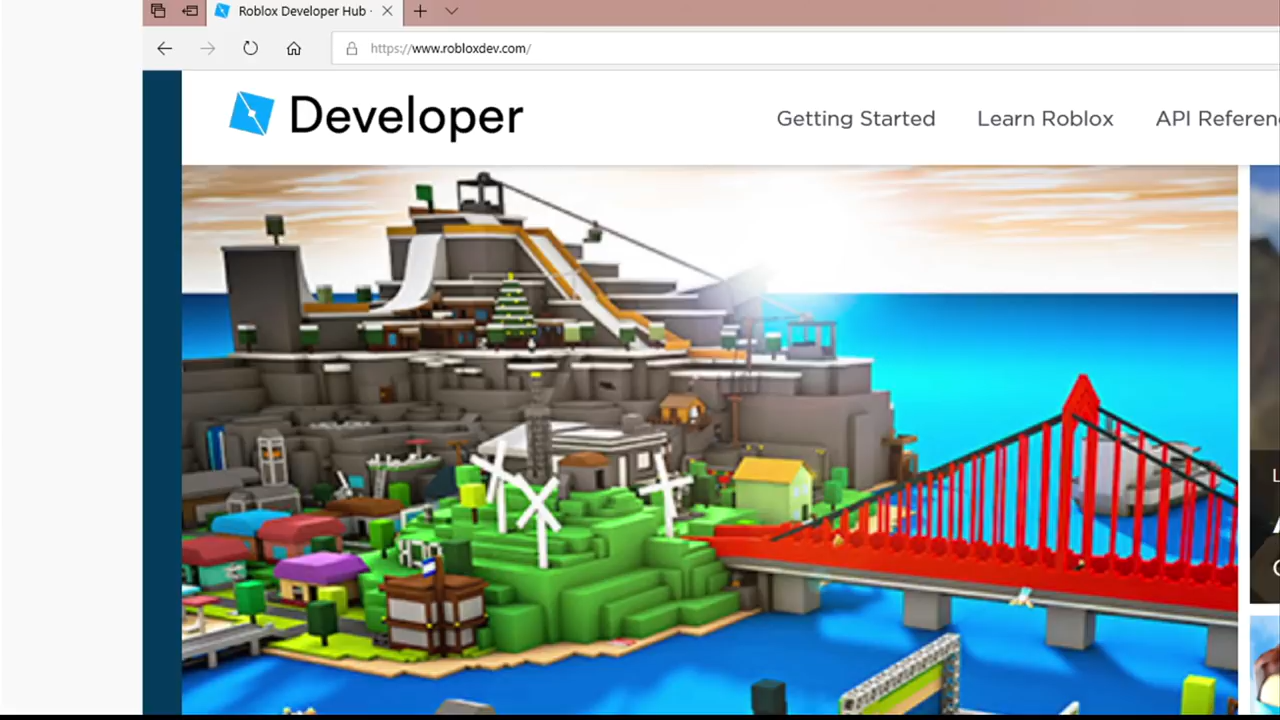 Roblox Developer Hub ·
https://www.robloxdev.com/
Developer
Getting Started
Learn Roblox
API Referen